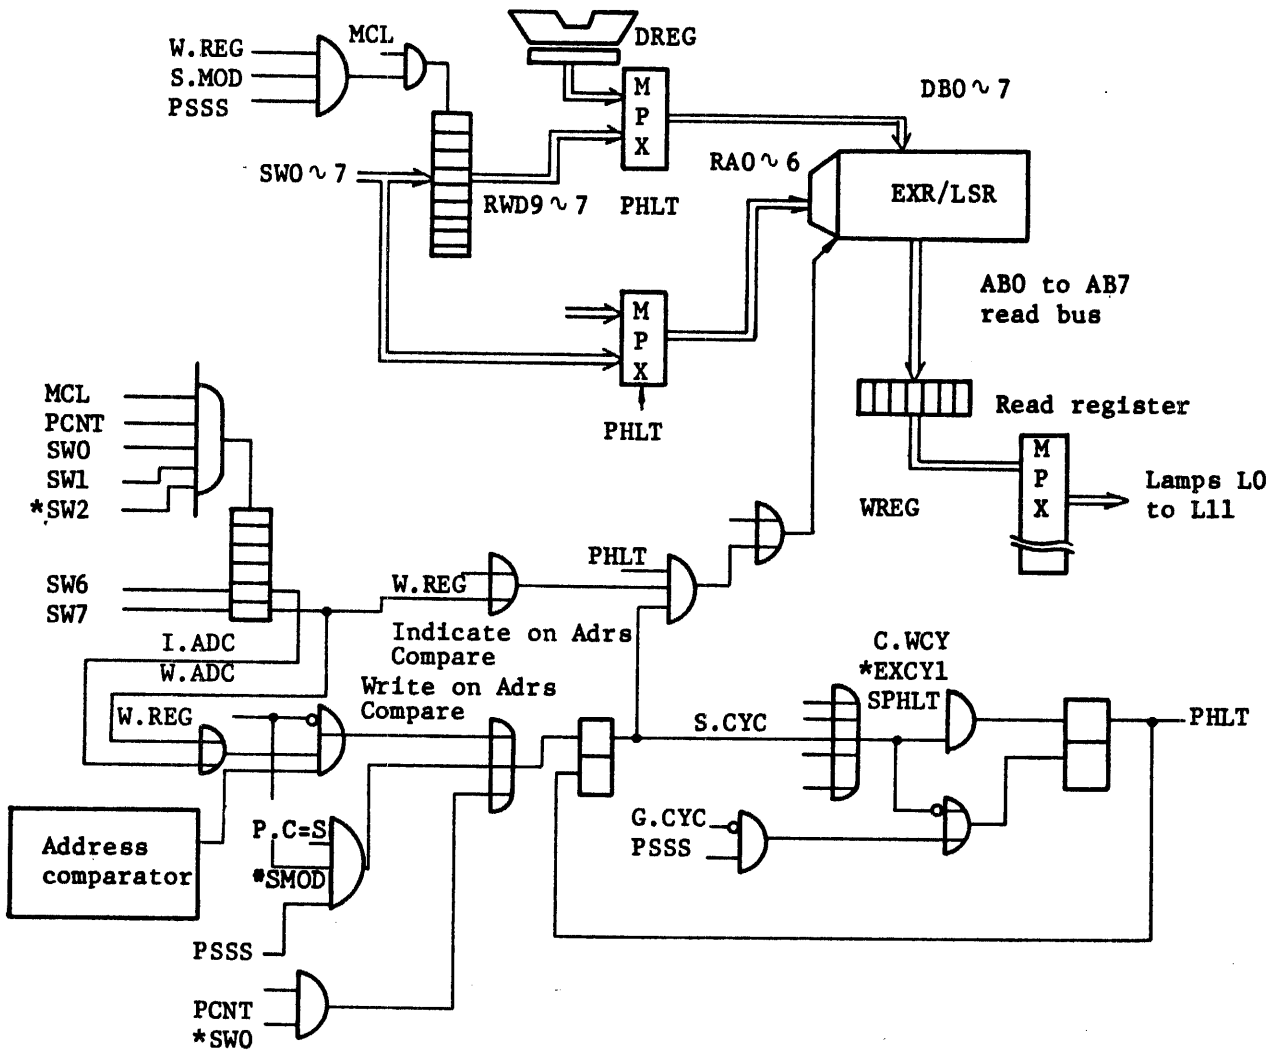 MCL
DREG
W.REG
S.MOD
PSSS
M
P
X
DB0∿7
RA0∿6
SW0∿7
RWD9∿7
PHLT
EXR/LSR
AB0 to AB7
read bus
M
P
X
PHLT
MCL
PCNT
SW0
SW1
*SW2
Read register
M
P
X
Lamps L0
to L11
WREG
SW6
SW7
PHLT
W.REG
Indicate on Adrs
Compare
I.ADC
W.ADC
Write on Adrs
Compare
W.REG
C.WCY
*EXCY1
SPHLT
S.CYC
PHLT
G.CYC
PSSS
Address
comparator
P.C=S
*SMOD
PSSS
PCNT
*SW0